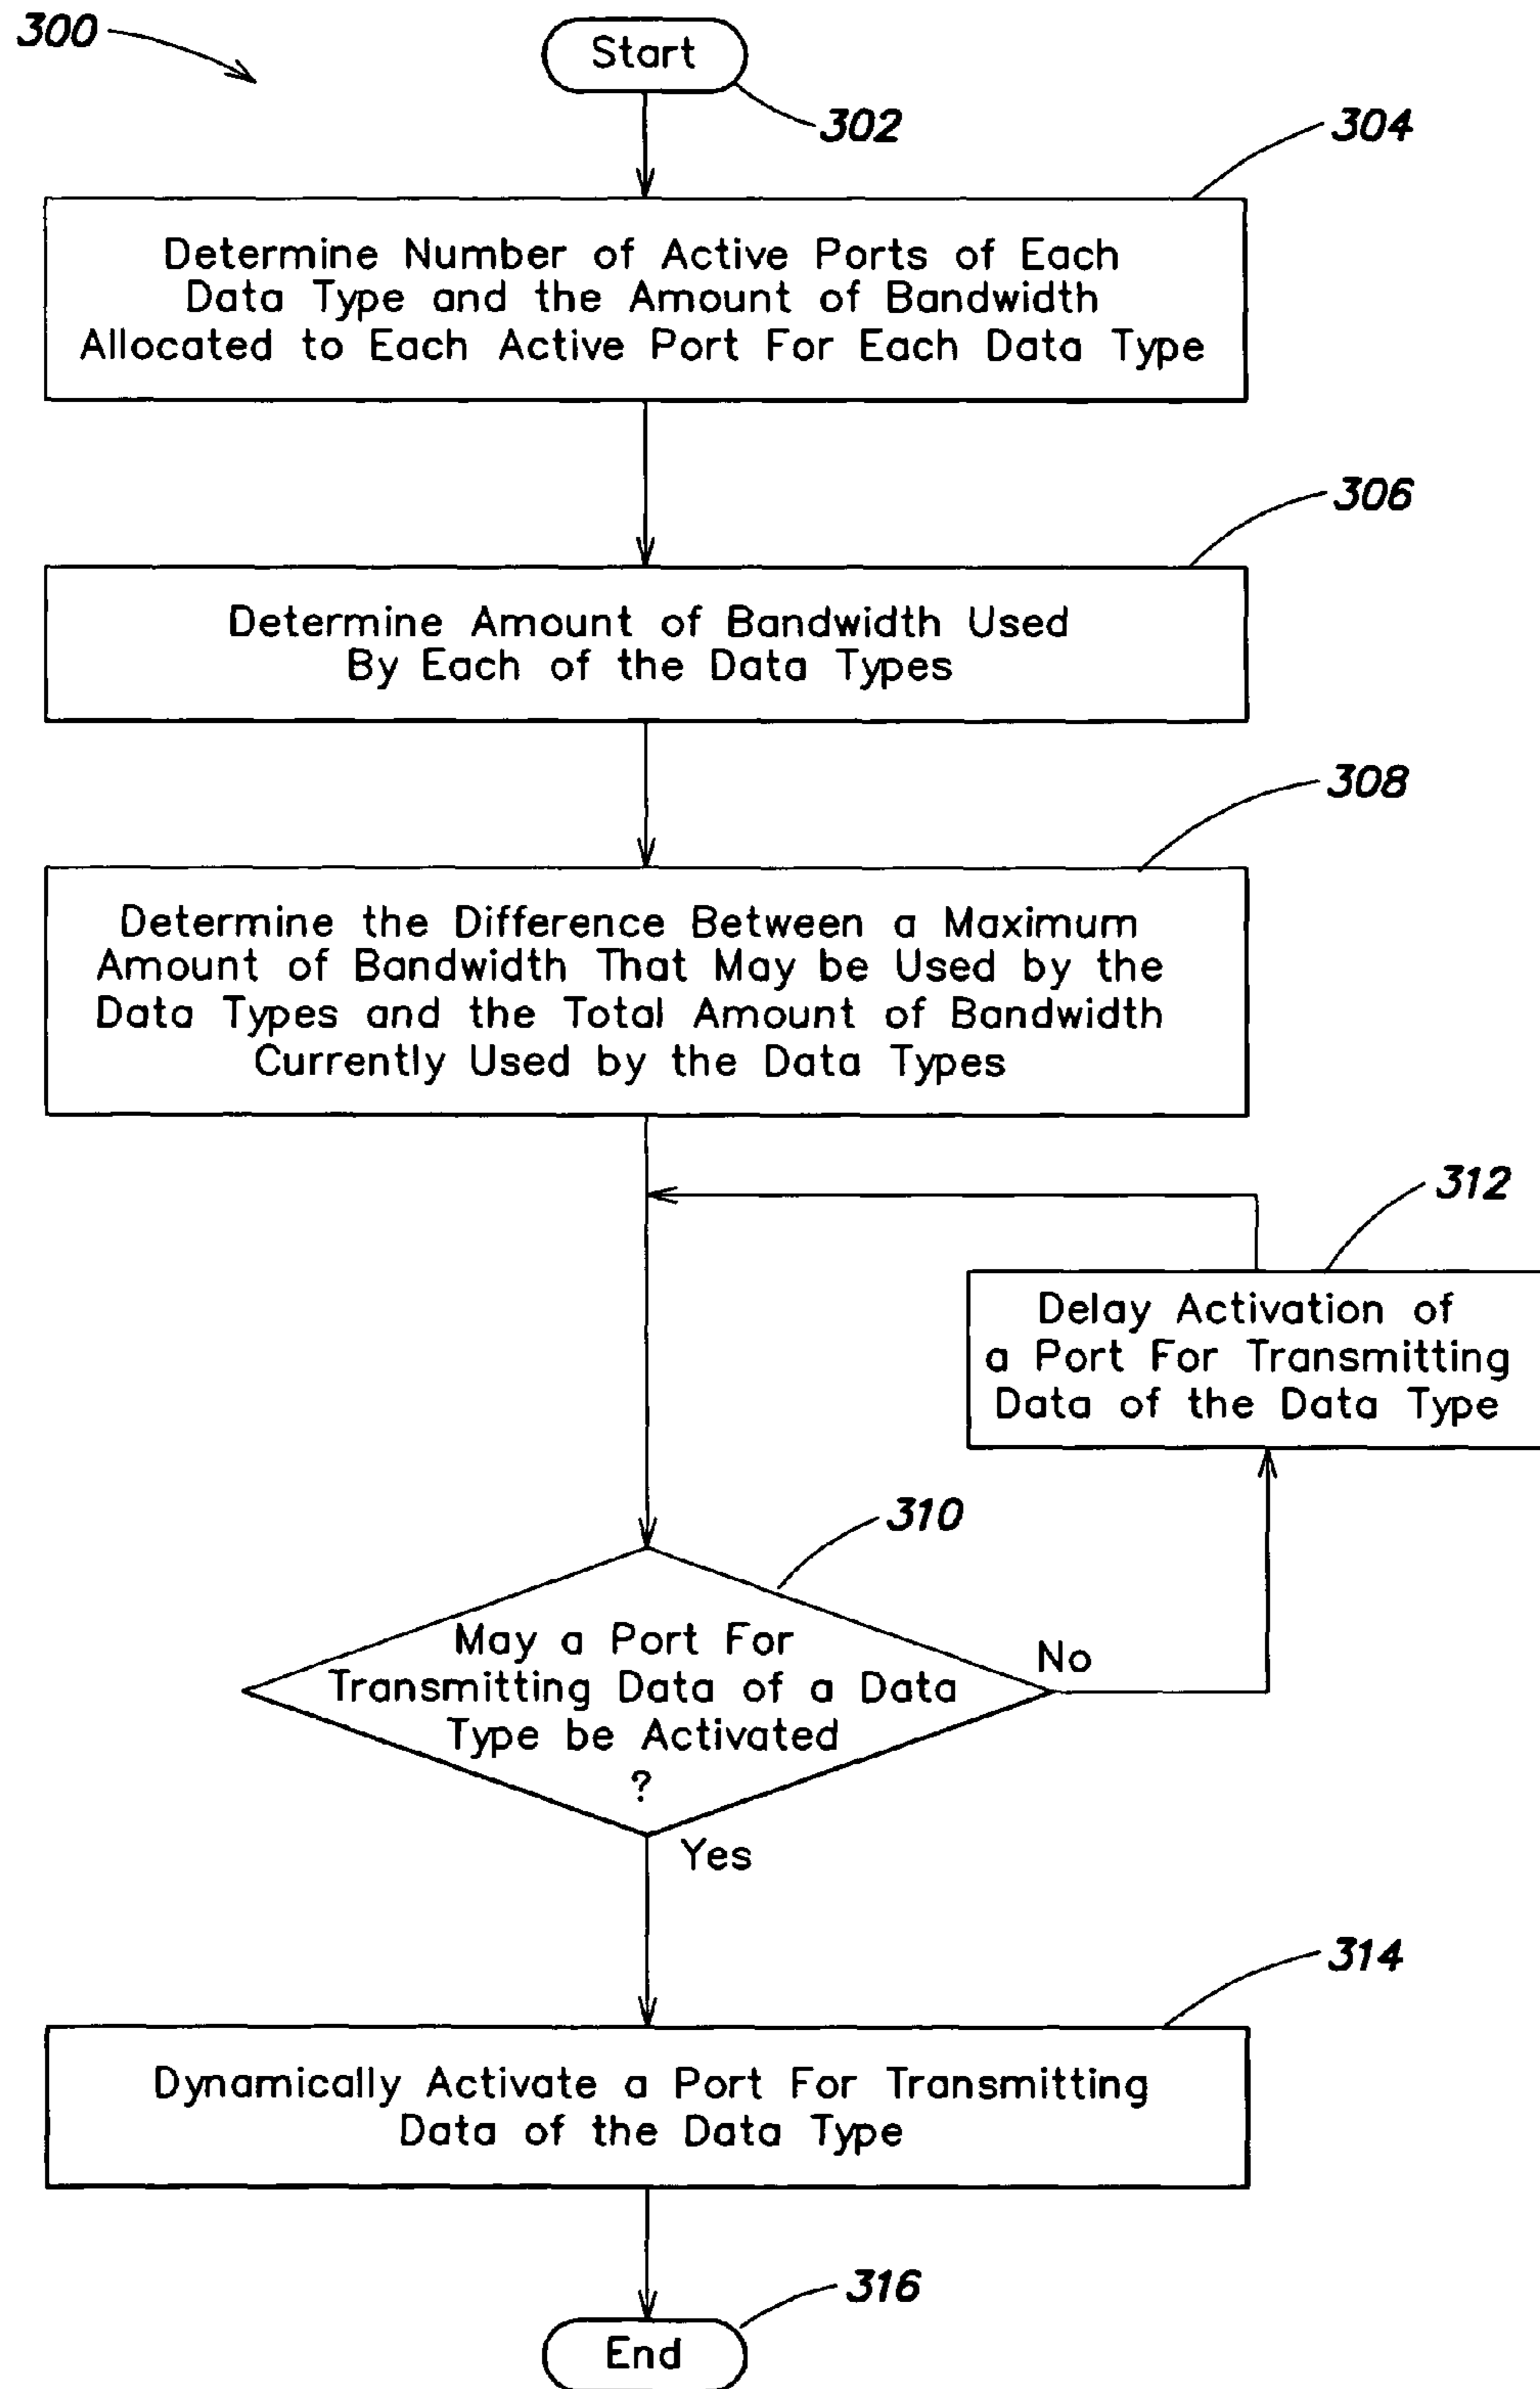 300
Start
302
304
Determine Number of Active Ports of Each
Data Type and the Amount of Bandwidth
Allocated to Each Active Port For Each Data Type
306
Determine Amount of Bandwidth Used
By Each of the Data Types
308
Determine the Difference Between a Maximum
Amount of Bandwidth That May be Used by the
Data Types and the Total Amount of Bandwidth
Currently Used by the Data Types
312
Delay Activation of
a Port For Transmitting
Data of the Data Type
310
May a Port For
Transmitting Data of a Data
Type be Activated
?
No
Yes
314
Dynamically Activate a Port For Transmitting
Data of the Data Type
316
End